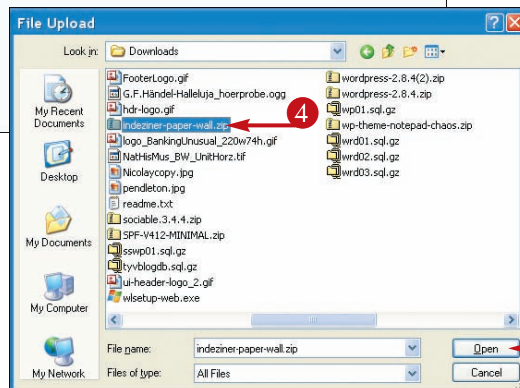 File Upload
Look in: Downloads
My Recent Documents
Desktop
My Documents
My Computer
My Network
FooterLogo.gif
G.F.Händel-Halleluja_hoerprobe.ogg
hdr-logo.gif
indeziner-paper-wall.zip
4
logo_BankingUnusual_220w74h.gif
NatHisMus_BW_UnitHorz.tif
Nicolaycopy.jpg
pendleton.jpg
readme.txt
sociable.3.4.4.zip
SPF-V412-MINIMAL.zip
sswp01.sql.gz
tyvblogdb.sql.gz
ui-header-logo_2.gif
wlsetup-web.exe
wordpress-2.8.4(2).zip
wordpress-2.8.4.zip
wp01.sql.gz
wp-theme-notepad-chaos.zip
wrd01.sql.gz
wrd02.sql.gz
wrd03.sql.gz
File name: indeziner-paper-wall.zip Open
Files of type: All Files Cancel